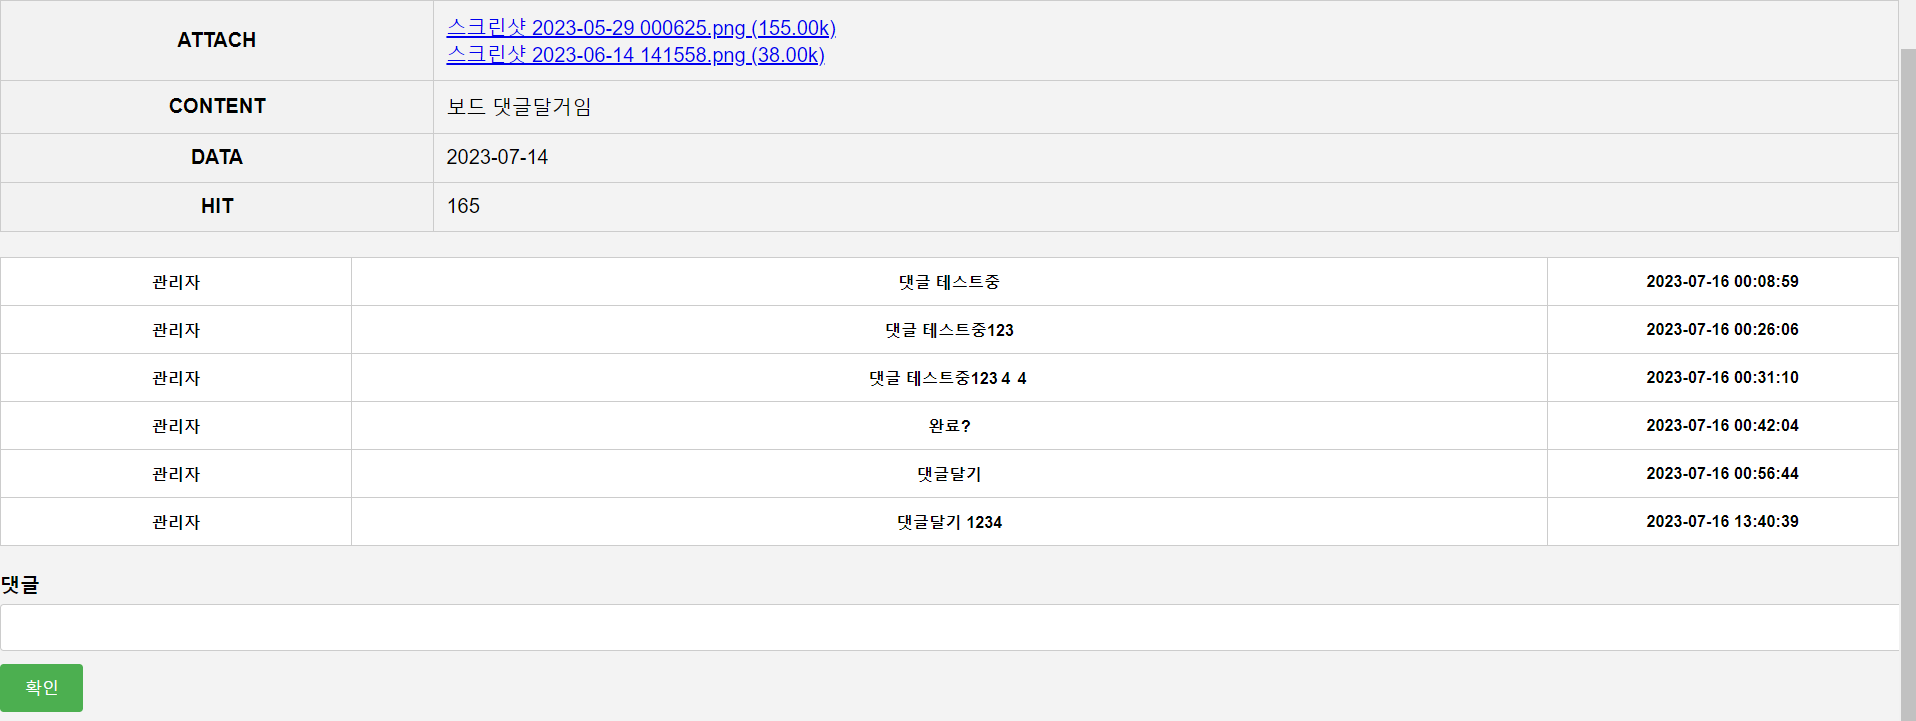 ATTACH
스크린샷 2023-05-29 000625.png (155.00k)
스크린샷 2023-06-14 141558.png (38.00k)
CONTENT 보드 댓글달거임
DATA 2023-07-14
HIT 165
관리자 댓글 테스트중 2023-07-16 00:08:59
관리자 댓글 테스트중123 2023-07-16 00:26:06
관리자 댓글 테스트중123 4 4 2023-07-16 00:31:10
관리자 완료? 2023-07-16 00:42:04
관리자 댓글달기 2023-07-16 00:56:44
관리자 댓글달기 1234 2023-07-16 13:40:39
댓글
확인